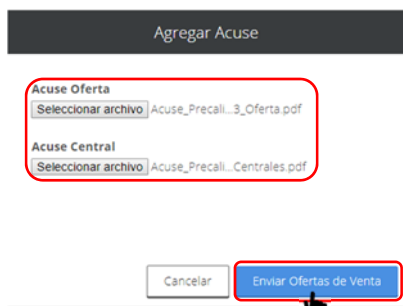 Agregar Acuse
Acuse Oferta
Seleccionar archivo Acuse_Precali...3_Oferta.pdf
Acuse Central
Seleccionar archivo Acuse_Precali...Centrales.pdf
Cancelar Enviar Ofertas de Venta